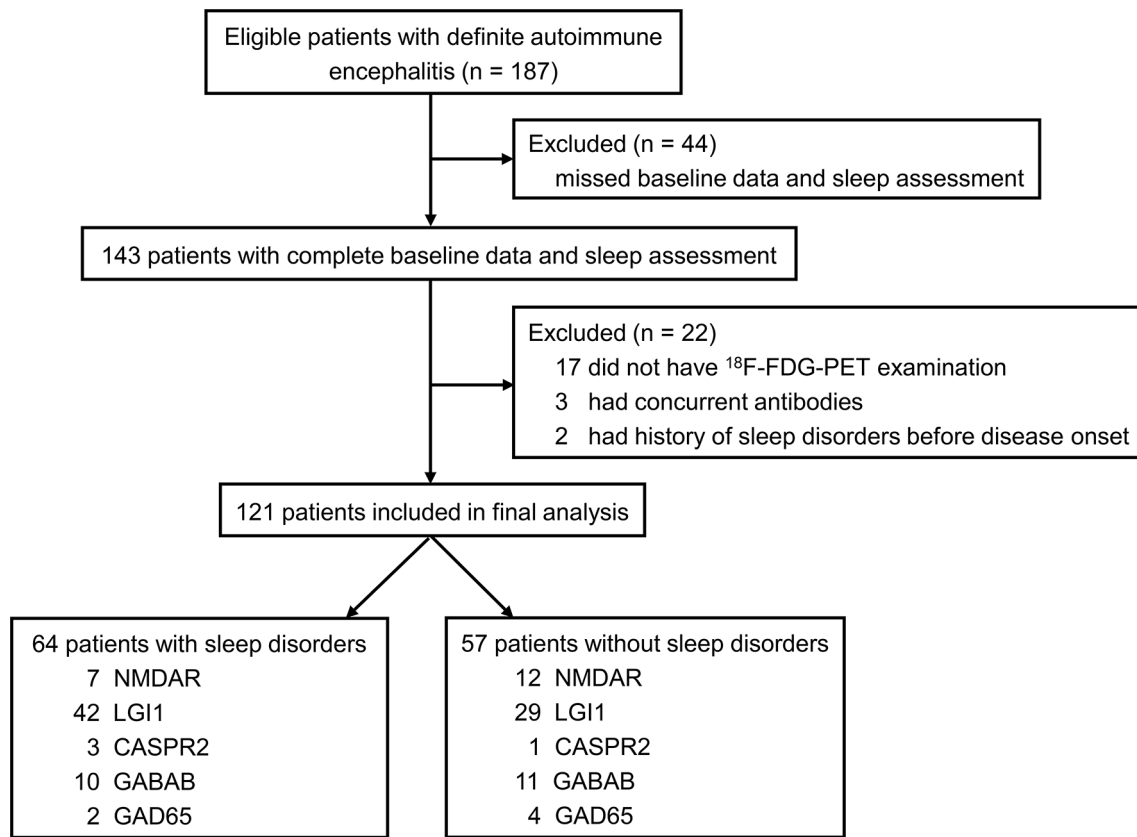 Eligible patients with definite autoimmune
encephalitis (n = 187)
Excluded (n = 44)
missed baseline data and sleep assessment
143 patients with complete baseline data and sleep assessment
Excluded (n = 22)
17 did not have ¹⁸F-FDG-PET examination
3 had concurrent antibodies
2 had history of sleep disorders before disease onset
121 patients included in final analysis
64 patients with sleep disorders
7 NMDAR
42 LGI1
3 CASPR2
10 GABAB
2 GAD65
57 patients without sleep disorders
12 NMDAR
29 LGI1
1 CASPR2
11 GABAB
4 GAD65